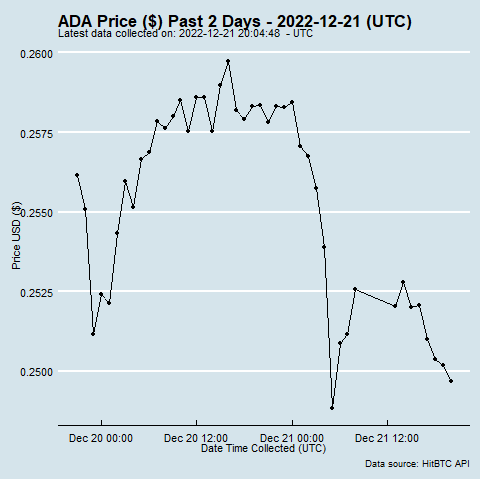 ADA Price ($) Past 2 Days - 2022-12-21 (UTC)
Latest data collected on: 2022-12-21 20:04:48 - UTC
0.2600
0.2575
0.2550
0.2525
0.2500
Price USD ($)
Dec 20 00:00 Dec 20 12:00 Dec 21 00:00 Dec 21 12:00
Date Time Collected (UTC)
Data source: HitBTC API